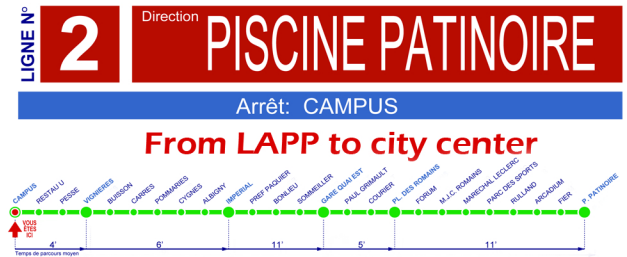 LIGNE N°
2
Direction
PISCINE PATINOIRE
Arrêt: CAMPUS
From LAPP to city center
CAMPUS
RESTAU U
PESSE
VIGNIERES
BUISSON
CARRES
POMMARIES
CYGNES
ALBIGNY
IMPERIAL
PREF PAQUIER
BONLIEU
SOMMEILLER
GARE QUAI EST
PAUL GRIMAULT
COURIER
PL. DES ROMAINS
FORUM
M.J.C. ROMAINS
MARECHAL LECLERC
PARC DES SPORTS
RULLAND
ARCADIUM
FIER
P. PATINOIRE
VOUS
ÊTES
ICI
4'
6'
11'
5'
11'
Temps de parcours moyen